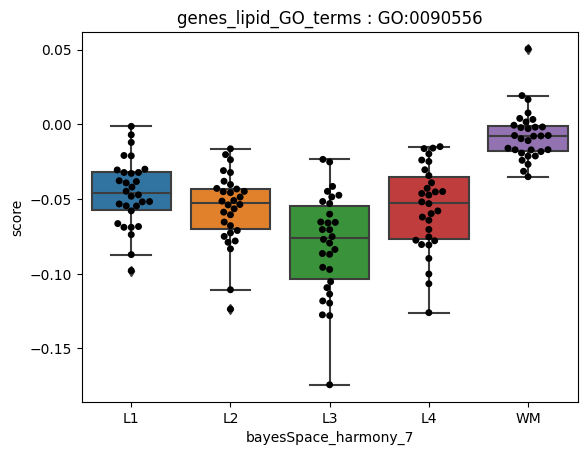 genes_lipid_GO_terms : GO:0090556
0.05
0.00
−0.05
−0.10
−0.15
score
L1 L2 L3 L4 WM
bayesSpace_harmony_7